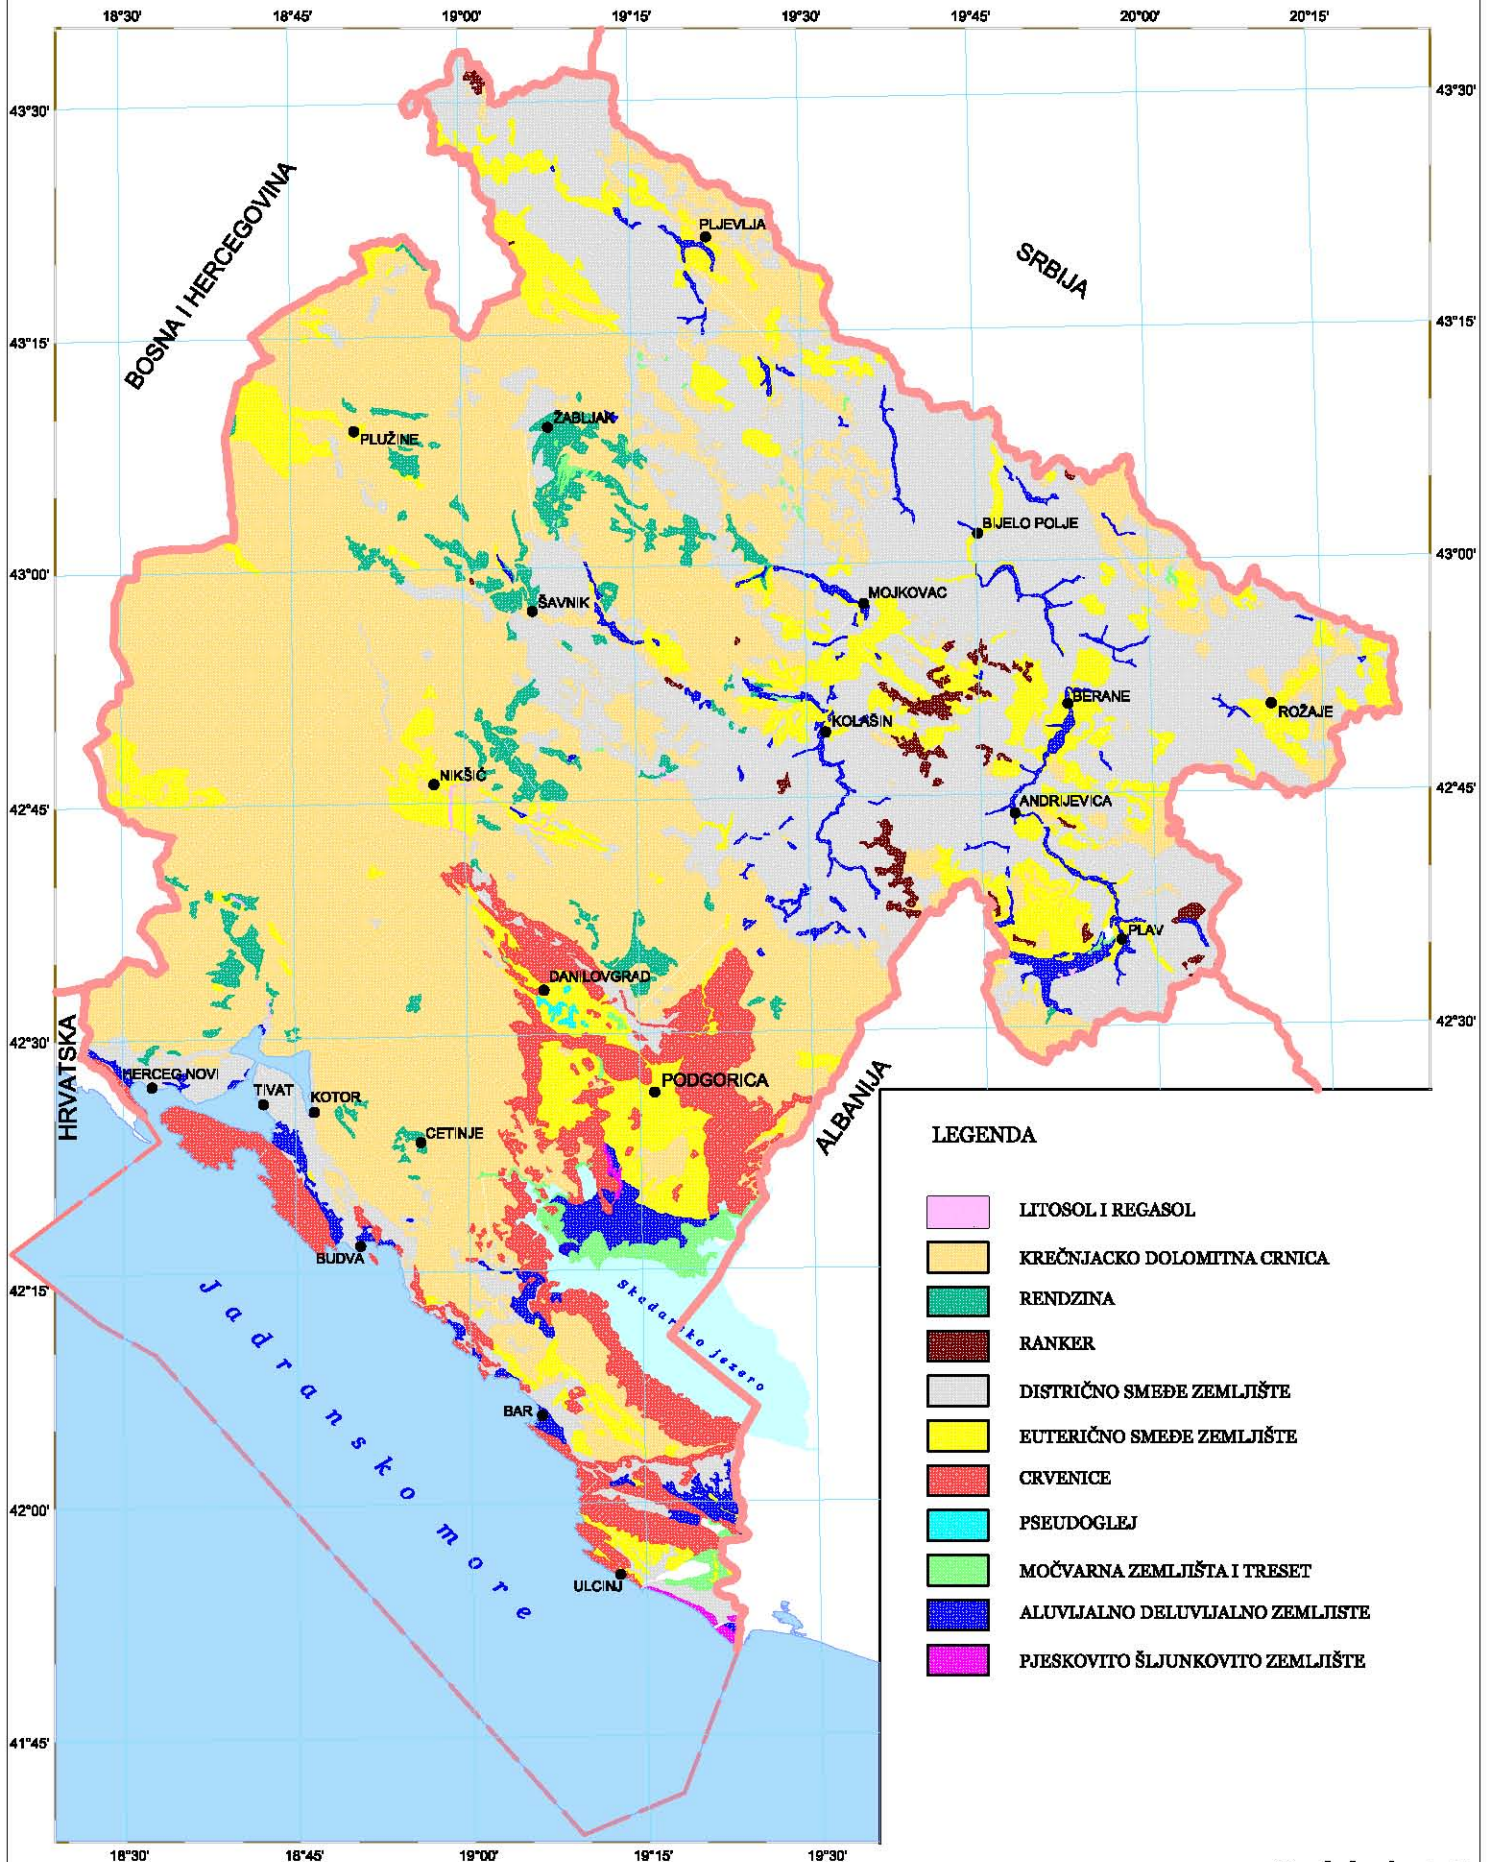 18°30' 18°45' 19°00' 19°15' 19°30' 19°45' 20°00' 20°15'
43°30' 43°30'
BOSNA I HERCEGOVINA
PLJEVLJA
SRBIJA
43°15' 43°15'
ŽABLJAK
PLUŽINE
BIJELO POLJE
43°00' 43°00'
ŠAVNIK
MOJKOVAC
BERANE
ROŽAJE
KOLAŠIN
NIKŠIĆ
42°45' 42°45'
ANDRIJEVICA
PLAV
DANILOVGRAD
42°30' 42°30'
HRVATSKA
HERCEG NOVI
TIVAT
KOTOR
PODGORICA
ALBANIJA
CETINJE
BUDVA
42°15'
Skadarsko jezero
Jadransko more
BAR
42°00'
ULCINJ
41°45'
18°30' 18°45' 19°00' 19°15' 19°30'
LEGENDA
LITOSOL I REGASOL
KREČNJACKO DOLOMITNA CRNICA
RENDZINA
RANKER
DISTRIČNO SMEĐE ZEMLJIŠTE
EUTERIČNO SMEĐE ZEMLJIŠTE
CRVENICE
PSEUDOGLEJ
MOČVARNA ZEMLJIŠTA I TRESET
ALUVIJALNO DELUVIJALNO ZEMLJISTE
PJESKOVITO ŠLJUNKOVITO ZEMLJIŠTE